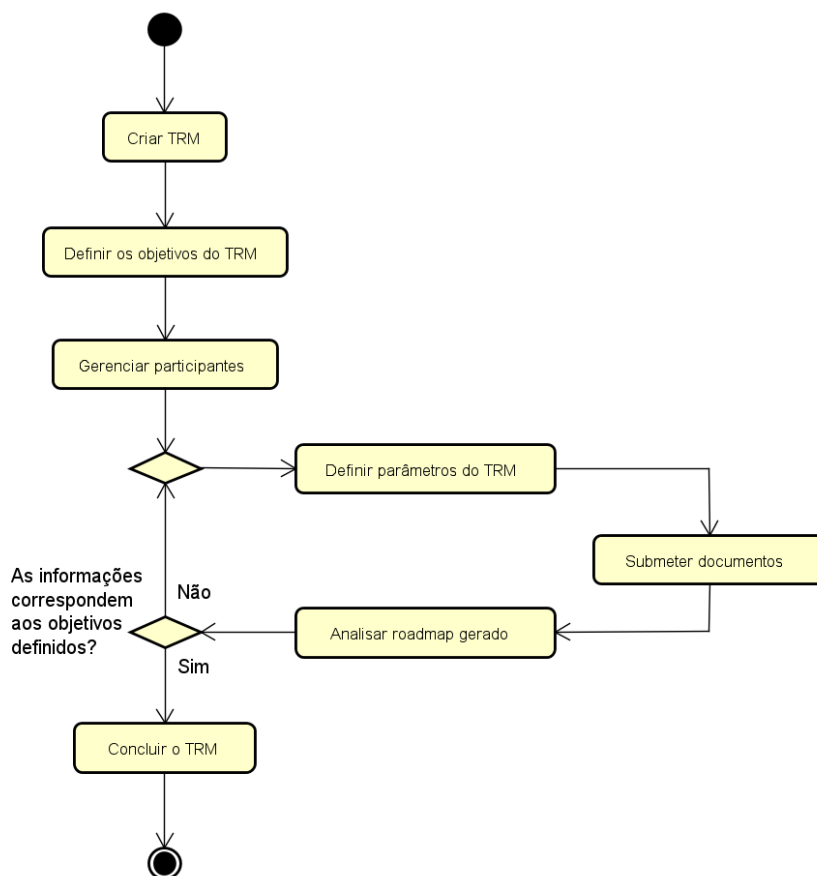 Criar TRM
Definir os objetivos do TRM
Gerenciar participantes
Definir parâmetros do TRM
Submeter documentos
As informações
correspondem
aos objetivos
definidos?
Não
Analisar roadmap gerado
Sim
Concluir o TRM